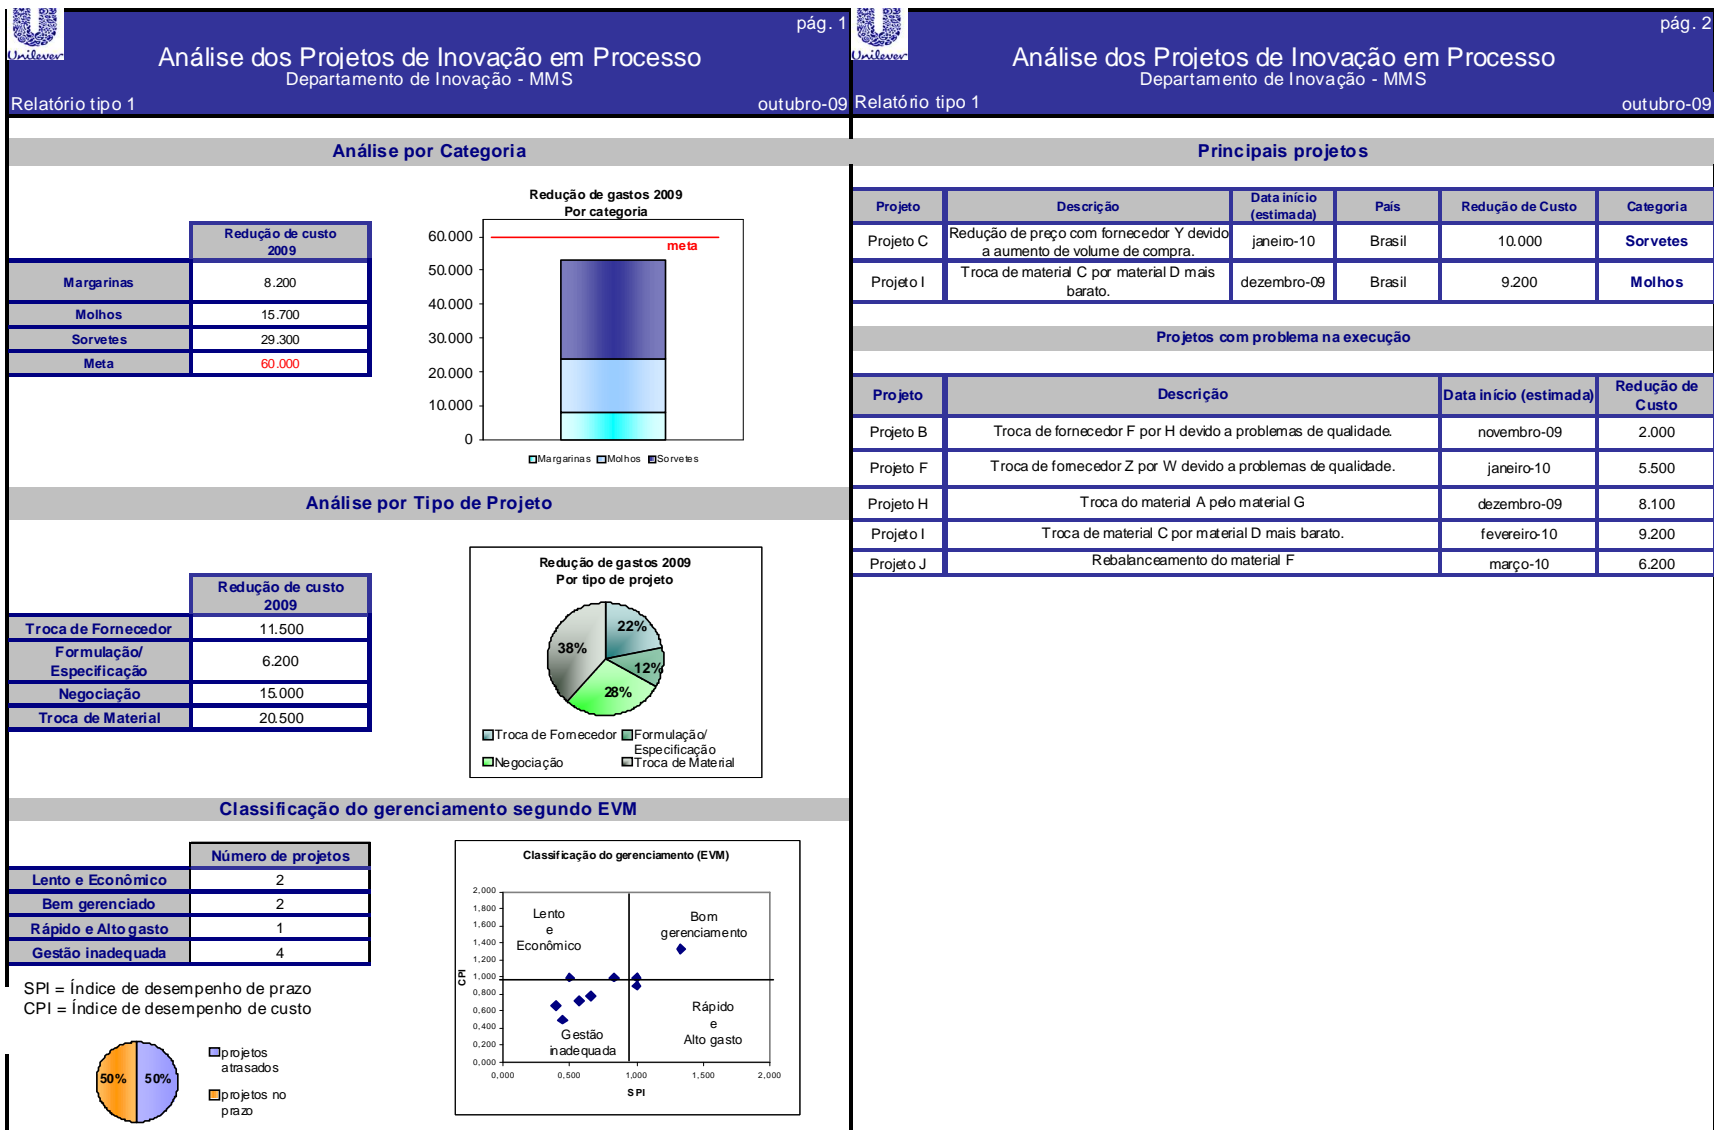 Unilever
pág. 1
Análise dos Projetos de Inovação em Processo
Departamento de Inovação - MMS
Relatório tipo 1
outubro-09
Análise por Categoria
Redução de custo
2009
Margarinas
8.200
Molhos
15.700
Sorvetes
29.300
Meta
60.000
Redução de gastos 2009
Por categoria
60.000
50.000
40.000
30.000
20.000
10.000
0
meta
Margarinas Molhos Sorvetes
Análise por Tipo de Projeto
Redução de custo
2009
Troca de Fornecedor
11.500
Formulação/
Especificação
6.200
Negociação
15.000
Troca de Material
20.500
Redução de gastos 2009
Por tipo de projeto
22%
38%
12%
28%
Troca de Fornecedor
Formulação/
Especificação
Negociação
Troca de Material
Classificação do gerenciamento segundo EVM
Número de projetos
Lento e Econômico
2
Bem gerenciado
2
Rápido e Alto gasto
1
Gestão inadequada
4
SPI = Índice de desempenho de prazo
CPI = Índice de desempenho de custo
50%
50%
projetos
atrasados
projetos no
prazo
Classificação do gerenciamento (EVM)
2,000
1,800
1,600
1,400
1,200
1,000
0,800
0,600
0,400
0,200
0,000
CPI
Lento
e
Econômico
Bom
gerenciamento
Gestão
inadequada
Rápido
e
Alto gasto
0,000
0,500
1,000
1,500
2,000
SPI
Unilever
pág. 2
Análise dos Projetos de Inovação em Processo
Departamento de Inovação - MMS
Relatório tipo 1
outubro-09
Principais projetos
Projeto
Descrição
Data início
(estimada)
País
Redução de Custo
Categoria
Projeto C
Redução de preço com fornecedor Y devido
a aumento de volume de compra.
janeiro-10
Brasil
10.000
Sorvetes
Projeto I
Troca de material C por material D mais
barato.
dezembro-09
Brasil
9.200
Molhos
Projetos com problema na execução
Projeto
Descrição
Data início (estimada)
Redução de
Custo
Projeto B
Troca de fornecedor F por H devido a problemas de qualidade.
novembro-09
2.000
Projeto F
Troca de fornecedor Z por W devido a problemas de qualidade.
janeiro-10
5.500
Projeto H
Troca do material A pelo material G
dezembro-09
8.100
Projeto I
Troca de material C por material D mais barato.
fevereiro-10
9.200
Projeto J
Rebalanceamento do material F
março-10
6.200